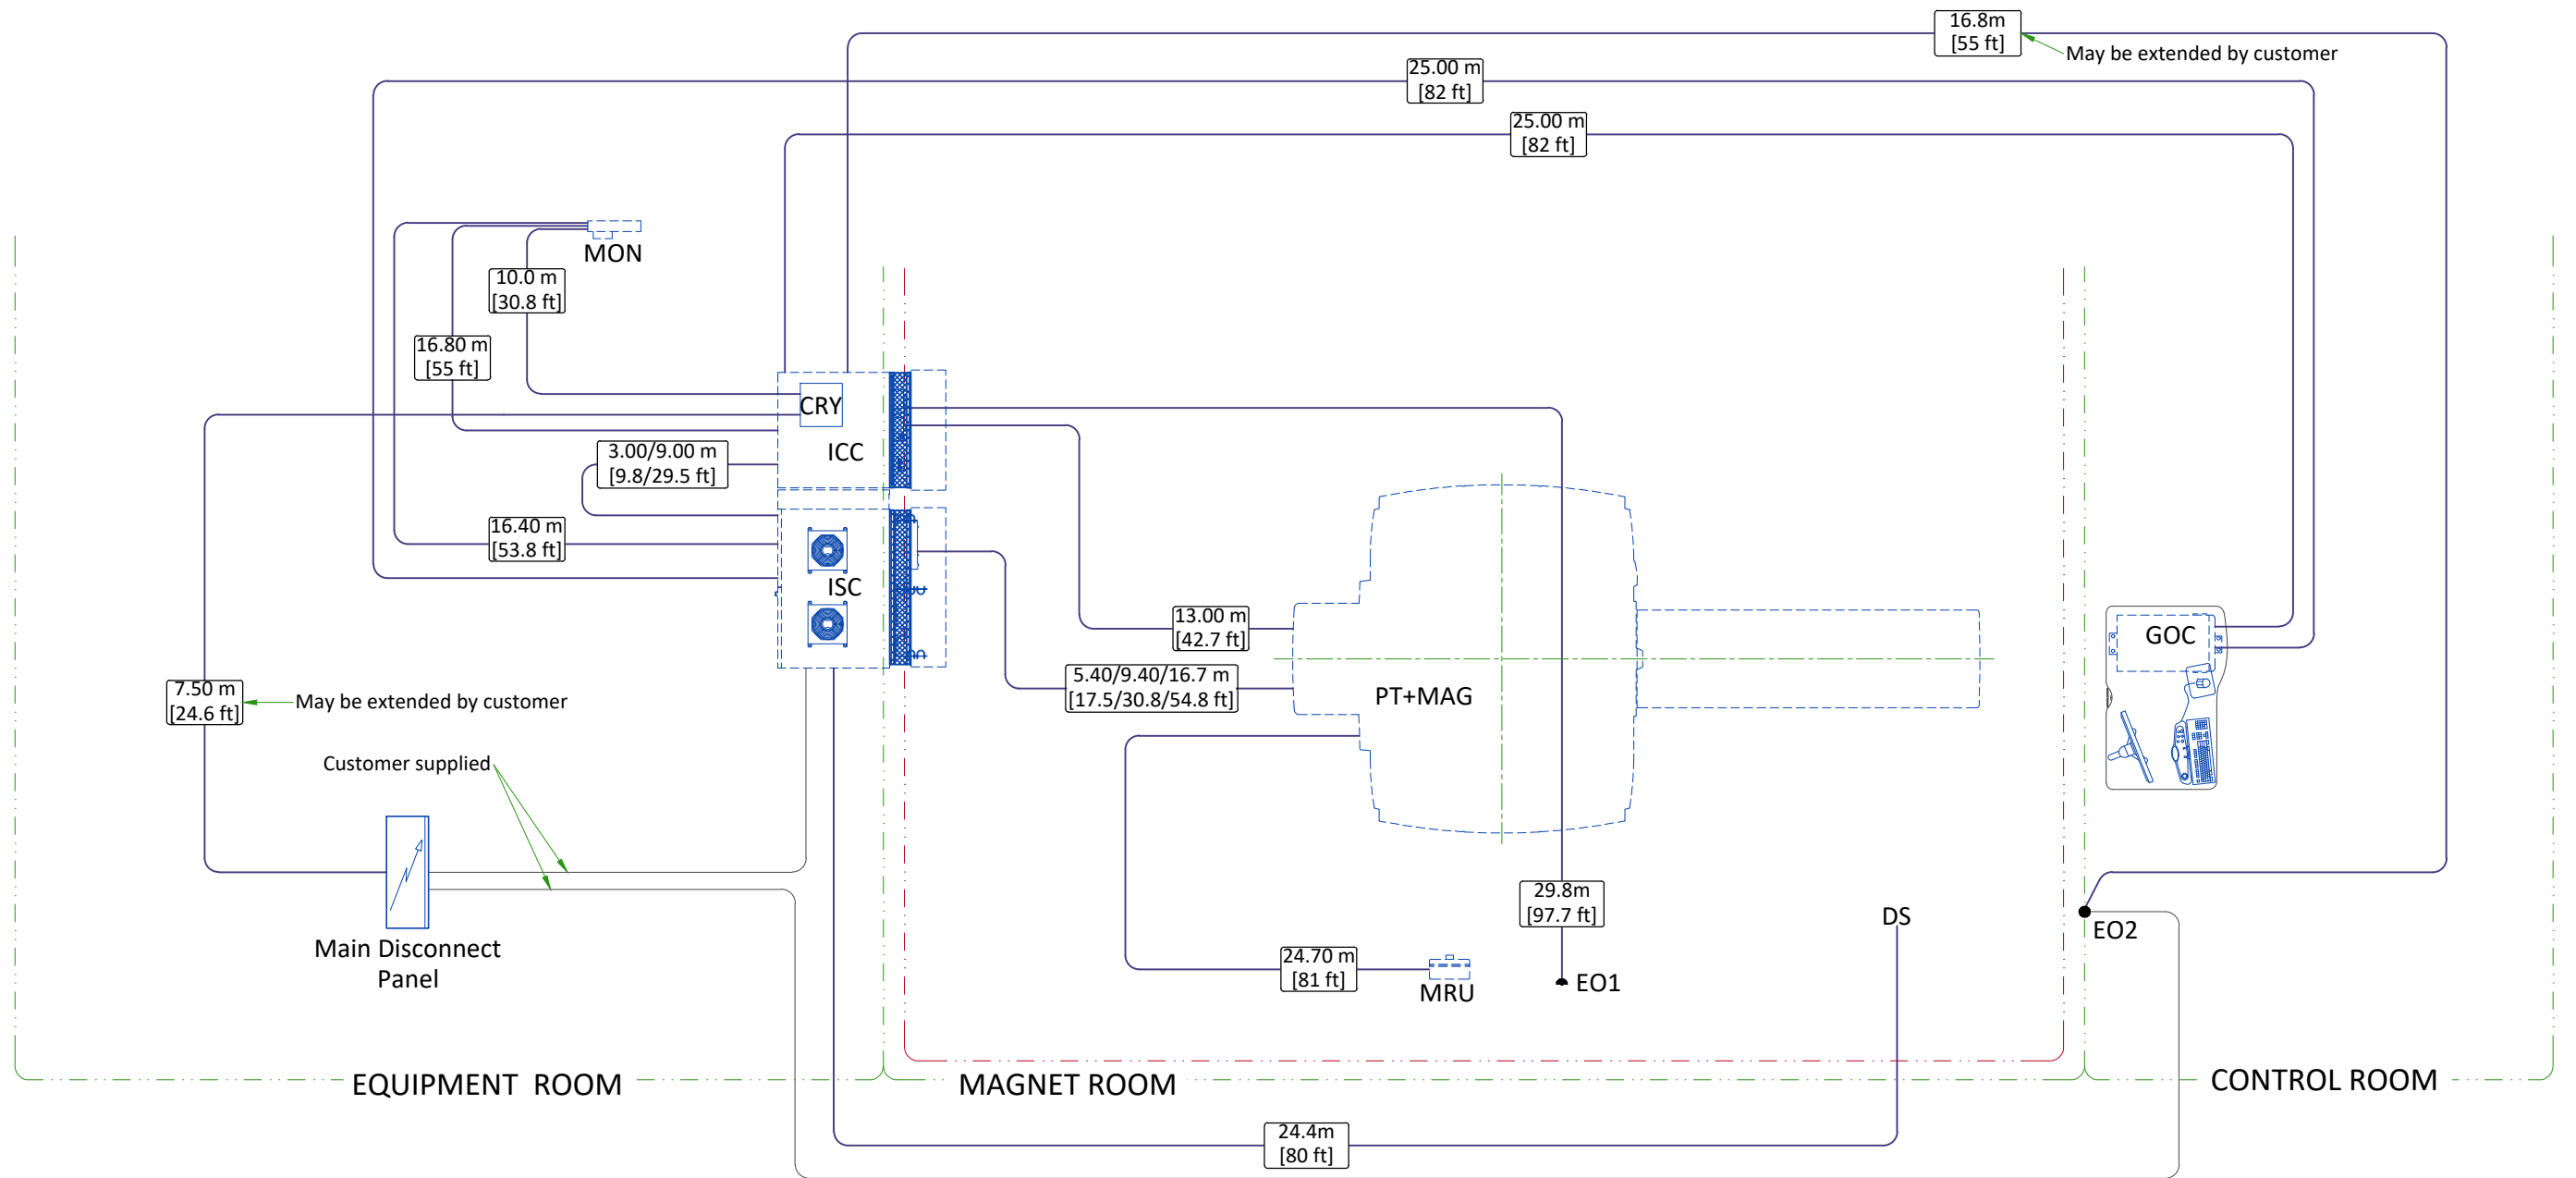 16.8m
[55 ft]
May be extended by customer
25.00 m
[82 ft]
25.00 m
[82 ft]
MON
10.0 m
[30.8 ft]
16.80 m
[55 ft]
CRY
ICC
3.00/9.00 m
[9.8/29.5 ft]
16.40 m
[53.8 ft]
ISC
13.00 m
[42.7 ft]
GOC
5.40/9.40/16.7 m
[17.5/30.8/54.8 ft]
PT+MAG
7.50 m
[24.6 ft]
May be extended by customer
Customer supplied
29.8m
[97.7 ft]
DS
EO2
Main Disconnect
Panel
24.70 m
[81 ft]
MRU
EO1
EQUIPMENT ROOM
MAGNET ROOM
CONTROL ROOM
24.4m
[80 ft]